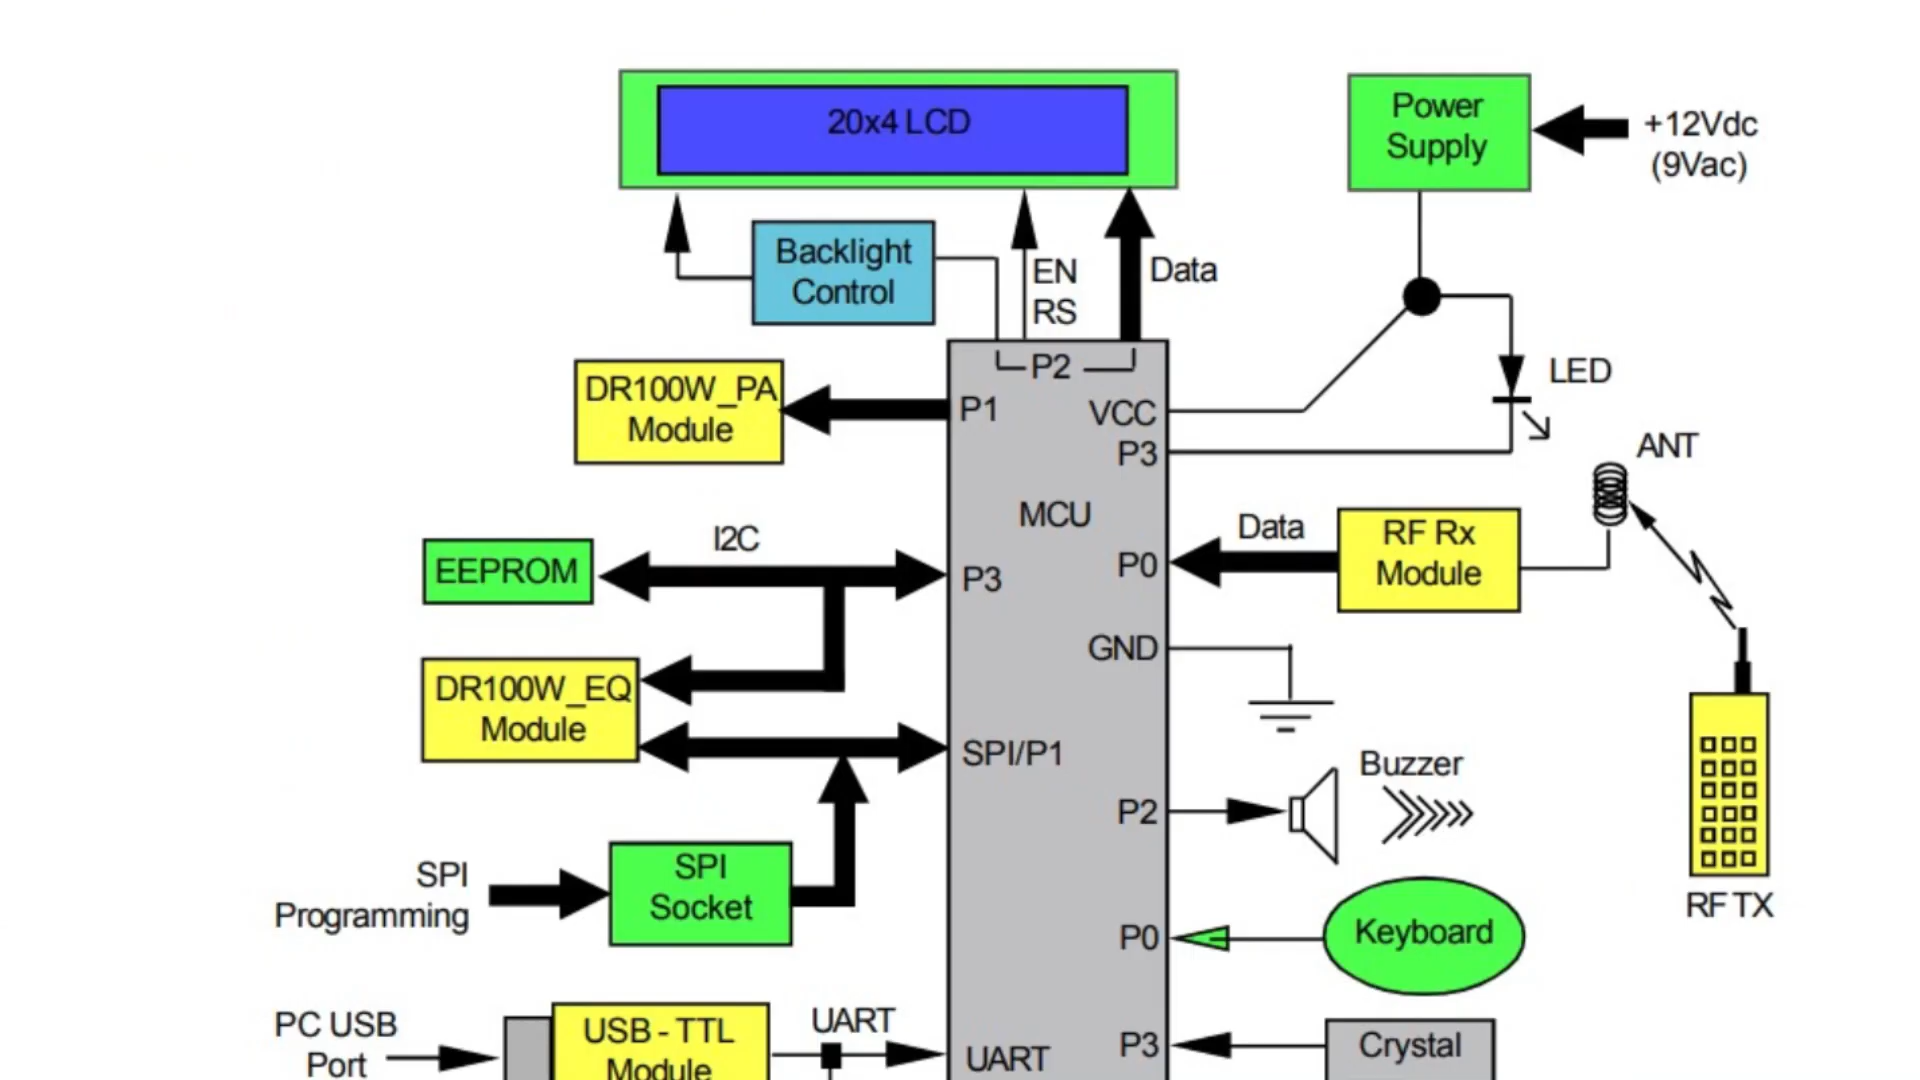 20x4 LCD
Power
Supply
+12Vdc
(9Vac)
Backlight
Control
EN
RS
Data
P2
DR100W_PA
Module
P1
VCC
P3
LED
ANT
MCU
I2C
EEPROM
P3
P0
Data
RF Rx
Module
GND
DR100W_EQ
Module
SPI/P1
P2
Buzzer
RF TX
SPI
Programming
SPI
Socket
P0
Keyboard
PC USB
Port
USB - TTL
Module
UART
UART
P3
Crystal